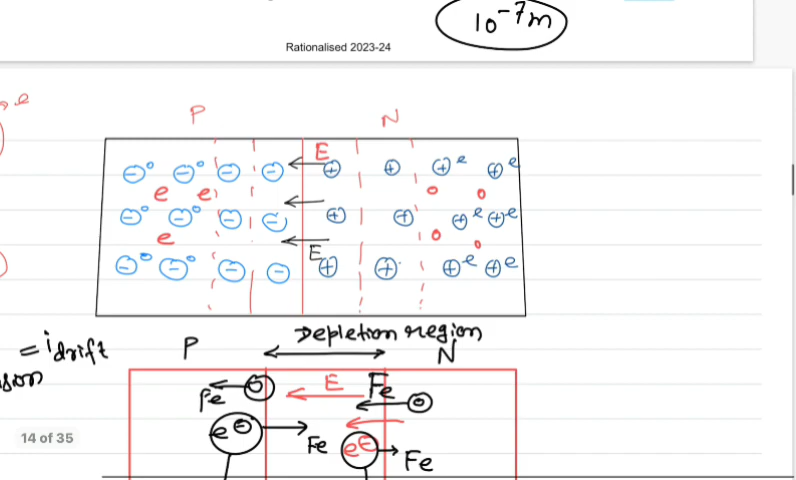 10⁻⁷m
Rationalised 2023-24
P N
E
⊖° ⊖° ⊖ ⊖ ⊕ ⊕ ⊕e ⊕e
e e o o
⊖° ⊖° ⊖ ⊖ ⊕ ⊕ ⊕e ⊕e
e o o
E
⊖° ⊖° ⊖ ⊖ ⊕ ⊕ ⊕e ⊕e
Depletion region
= i drift P N
Fe E Fe
e⊖ Fe e⊖ Fe
14 of 35